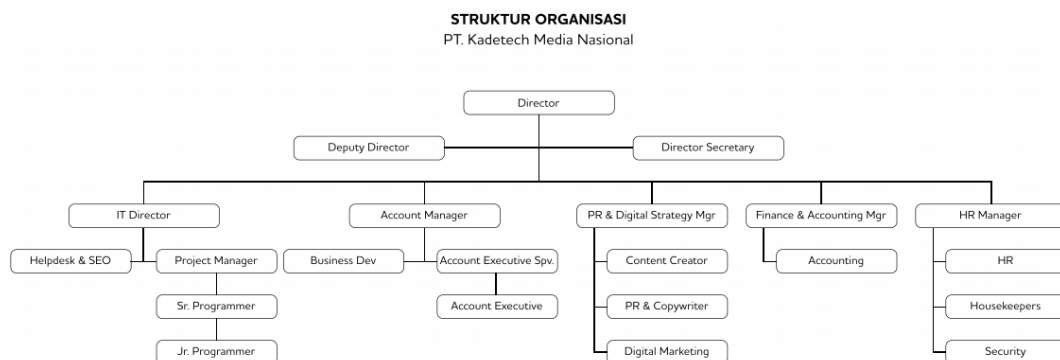 STRUKTUR ORGANISASI
PT. Kadetech Media Nasional
Director
Deputy Director
Director Secretary
IT Director
Account Manager
PR & Digital Strategy Mgr
Finance & Accounting Mgr
HR Manager
Helpdesk & SEO
Project Manager
Business Dev
Account Executive Spv.
Content Creator
Accounting
HR
Sr. Programmer
Account Executive
PR & Copywriter
Housekeepers
Jr. Programmer
Digital Marketing
Security